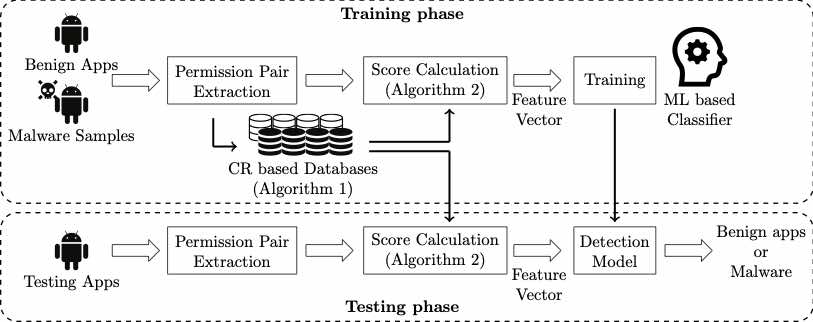 Training phase
Benign Apps
Malware Samples
Permission Pair
Extraction
Score Calculation
(Algorithm 2)
Feature
Vector
Training
ML based
Classifier
CR based Databases
(Algorithm 1)
Testing Apps
Permission Pair
Extraction
Score Calculation
(Algorithm 2)
Feature
Vector
Detection
Model
Benign apps
or
Malware
Testing phase